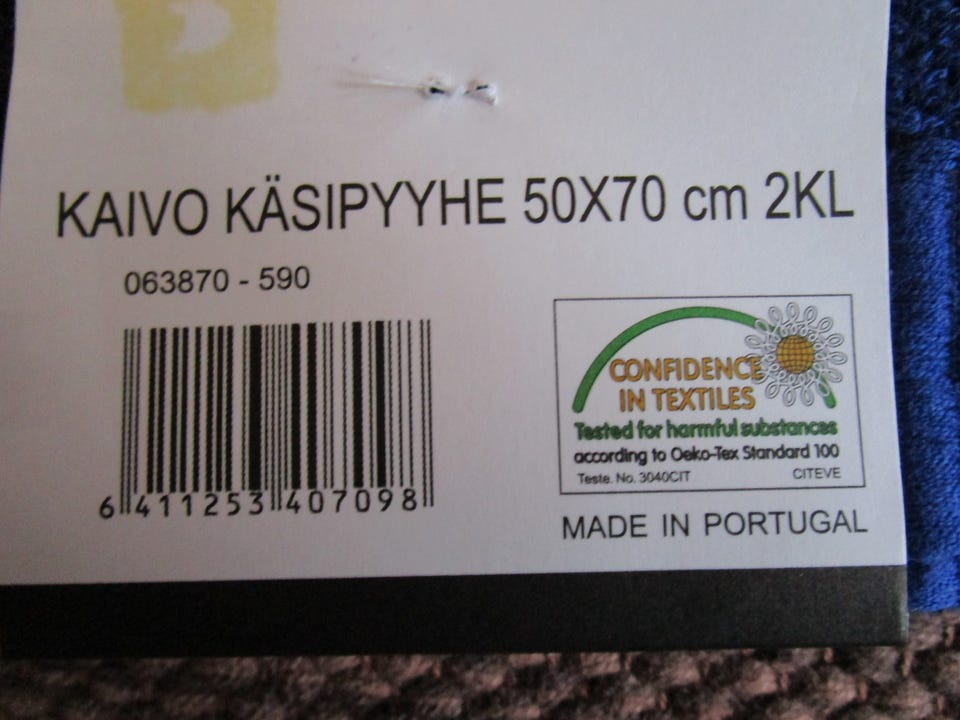 KAIVO KÄSIPYYHE 50X70 cm 2KL
063870 - 590
6 411253 407098
CONFIDENCE
IN TEXTILES
Tested for harmful substances
according to Oeko-Tex Standard 100
Teste. No. 3040CIT CITEVE
MADE IN PORTUGAL